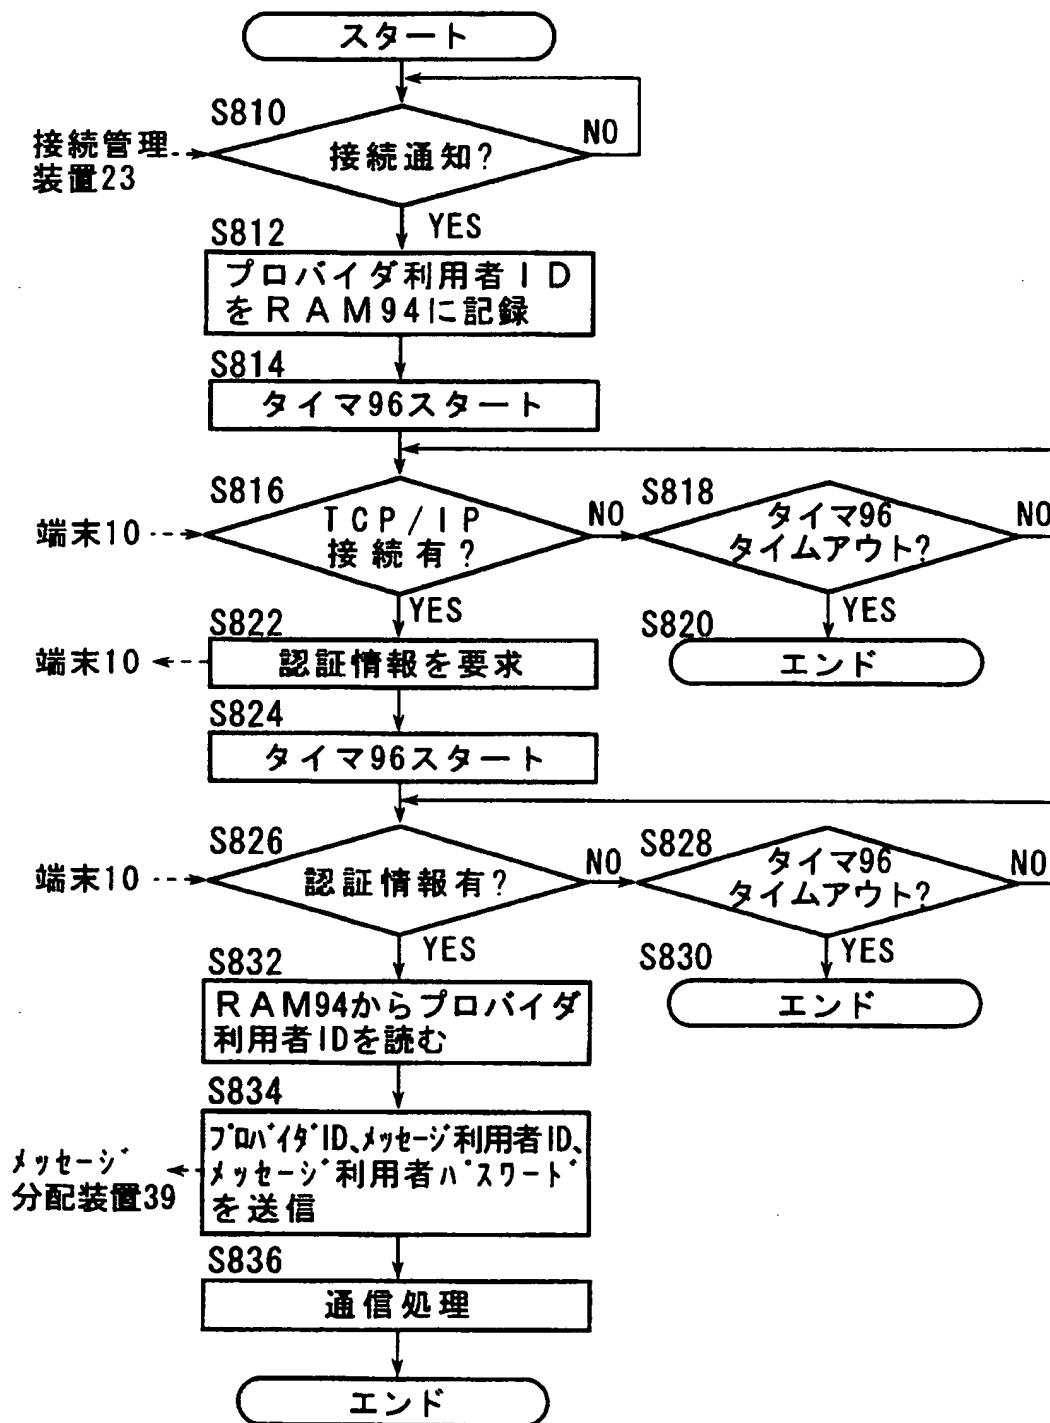 スタート
S810
接続管理
装置23
接続通知?
NO
YES
S812
プロバイダ利用者ID
をRAM94に記録
S814
タイマ96スタート
S816
端末10
TCP/IP
接続有?
NO
S818
タイマ96
タイムアウト?
NO
YES
YES
S820
エンド
S822
端末10
認証情報を要求
S824
タイマ96スタート
S826
端末10
認証情報有?
NO
S828
タイマ96
タイムアウト?
NO
YES
YES
S830
エンド
S832
RAM94からプロバイダ
利用者IDを読む
S834
プロバイダID、メッセージ利用者ID、
メッセージ利用者パスワード
を送信
メッセージ
分配装置39
S836
通信処理
エンド